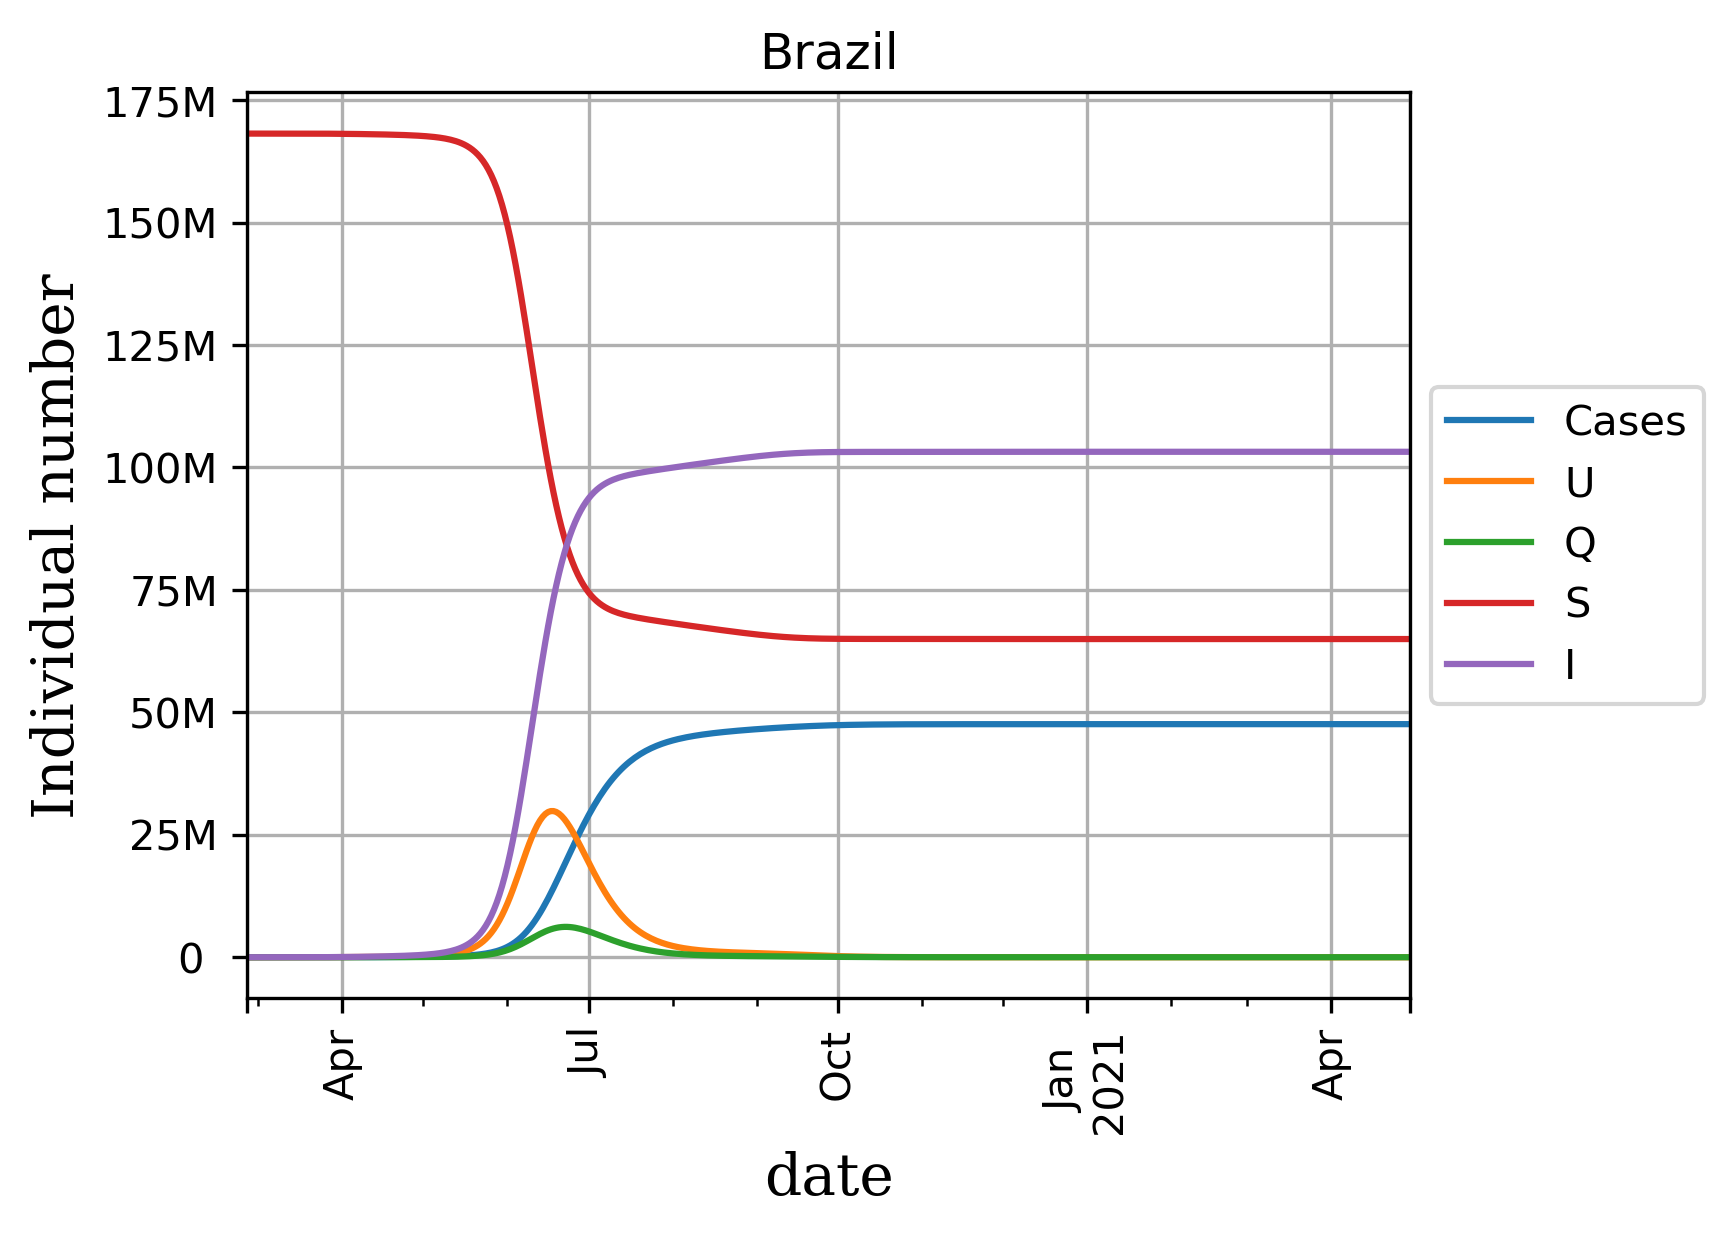 Brazil
175M
150M
125M
100M
75M
50M
25M
0
Individual number
Apr
Jul
Oct
Jan
2021
Apr
date
Cases
U
Q
S
I